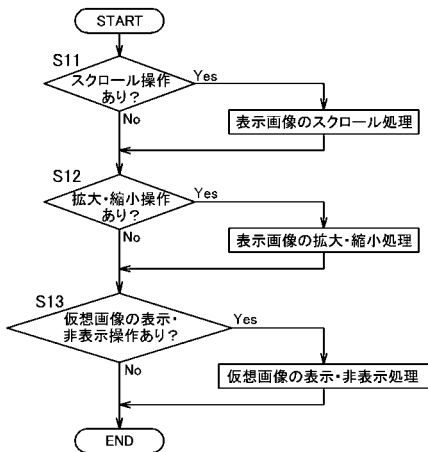 START
S11
スクロール操作
あり?
Yes
表示画像のスクロール処理
No
S12
拡大・縮小操作
あり?
Yes
表示画像の拡大・縮小処理
No
S13
仮想画像の表示・
非表示操作あり?
Yes
仮想画像の表示・非表示処理
No
END